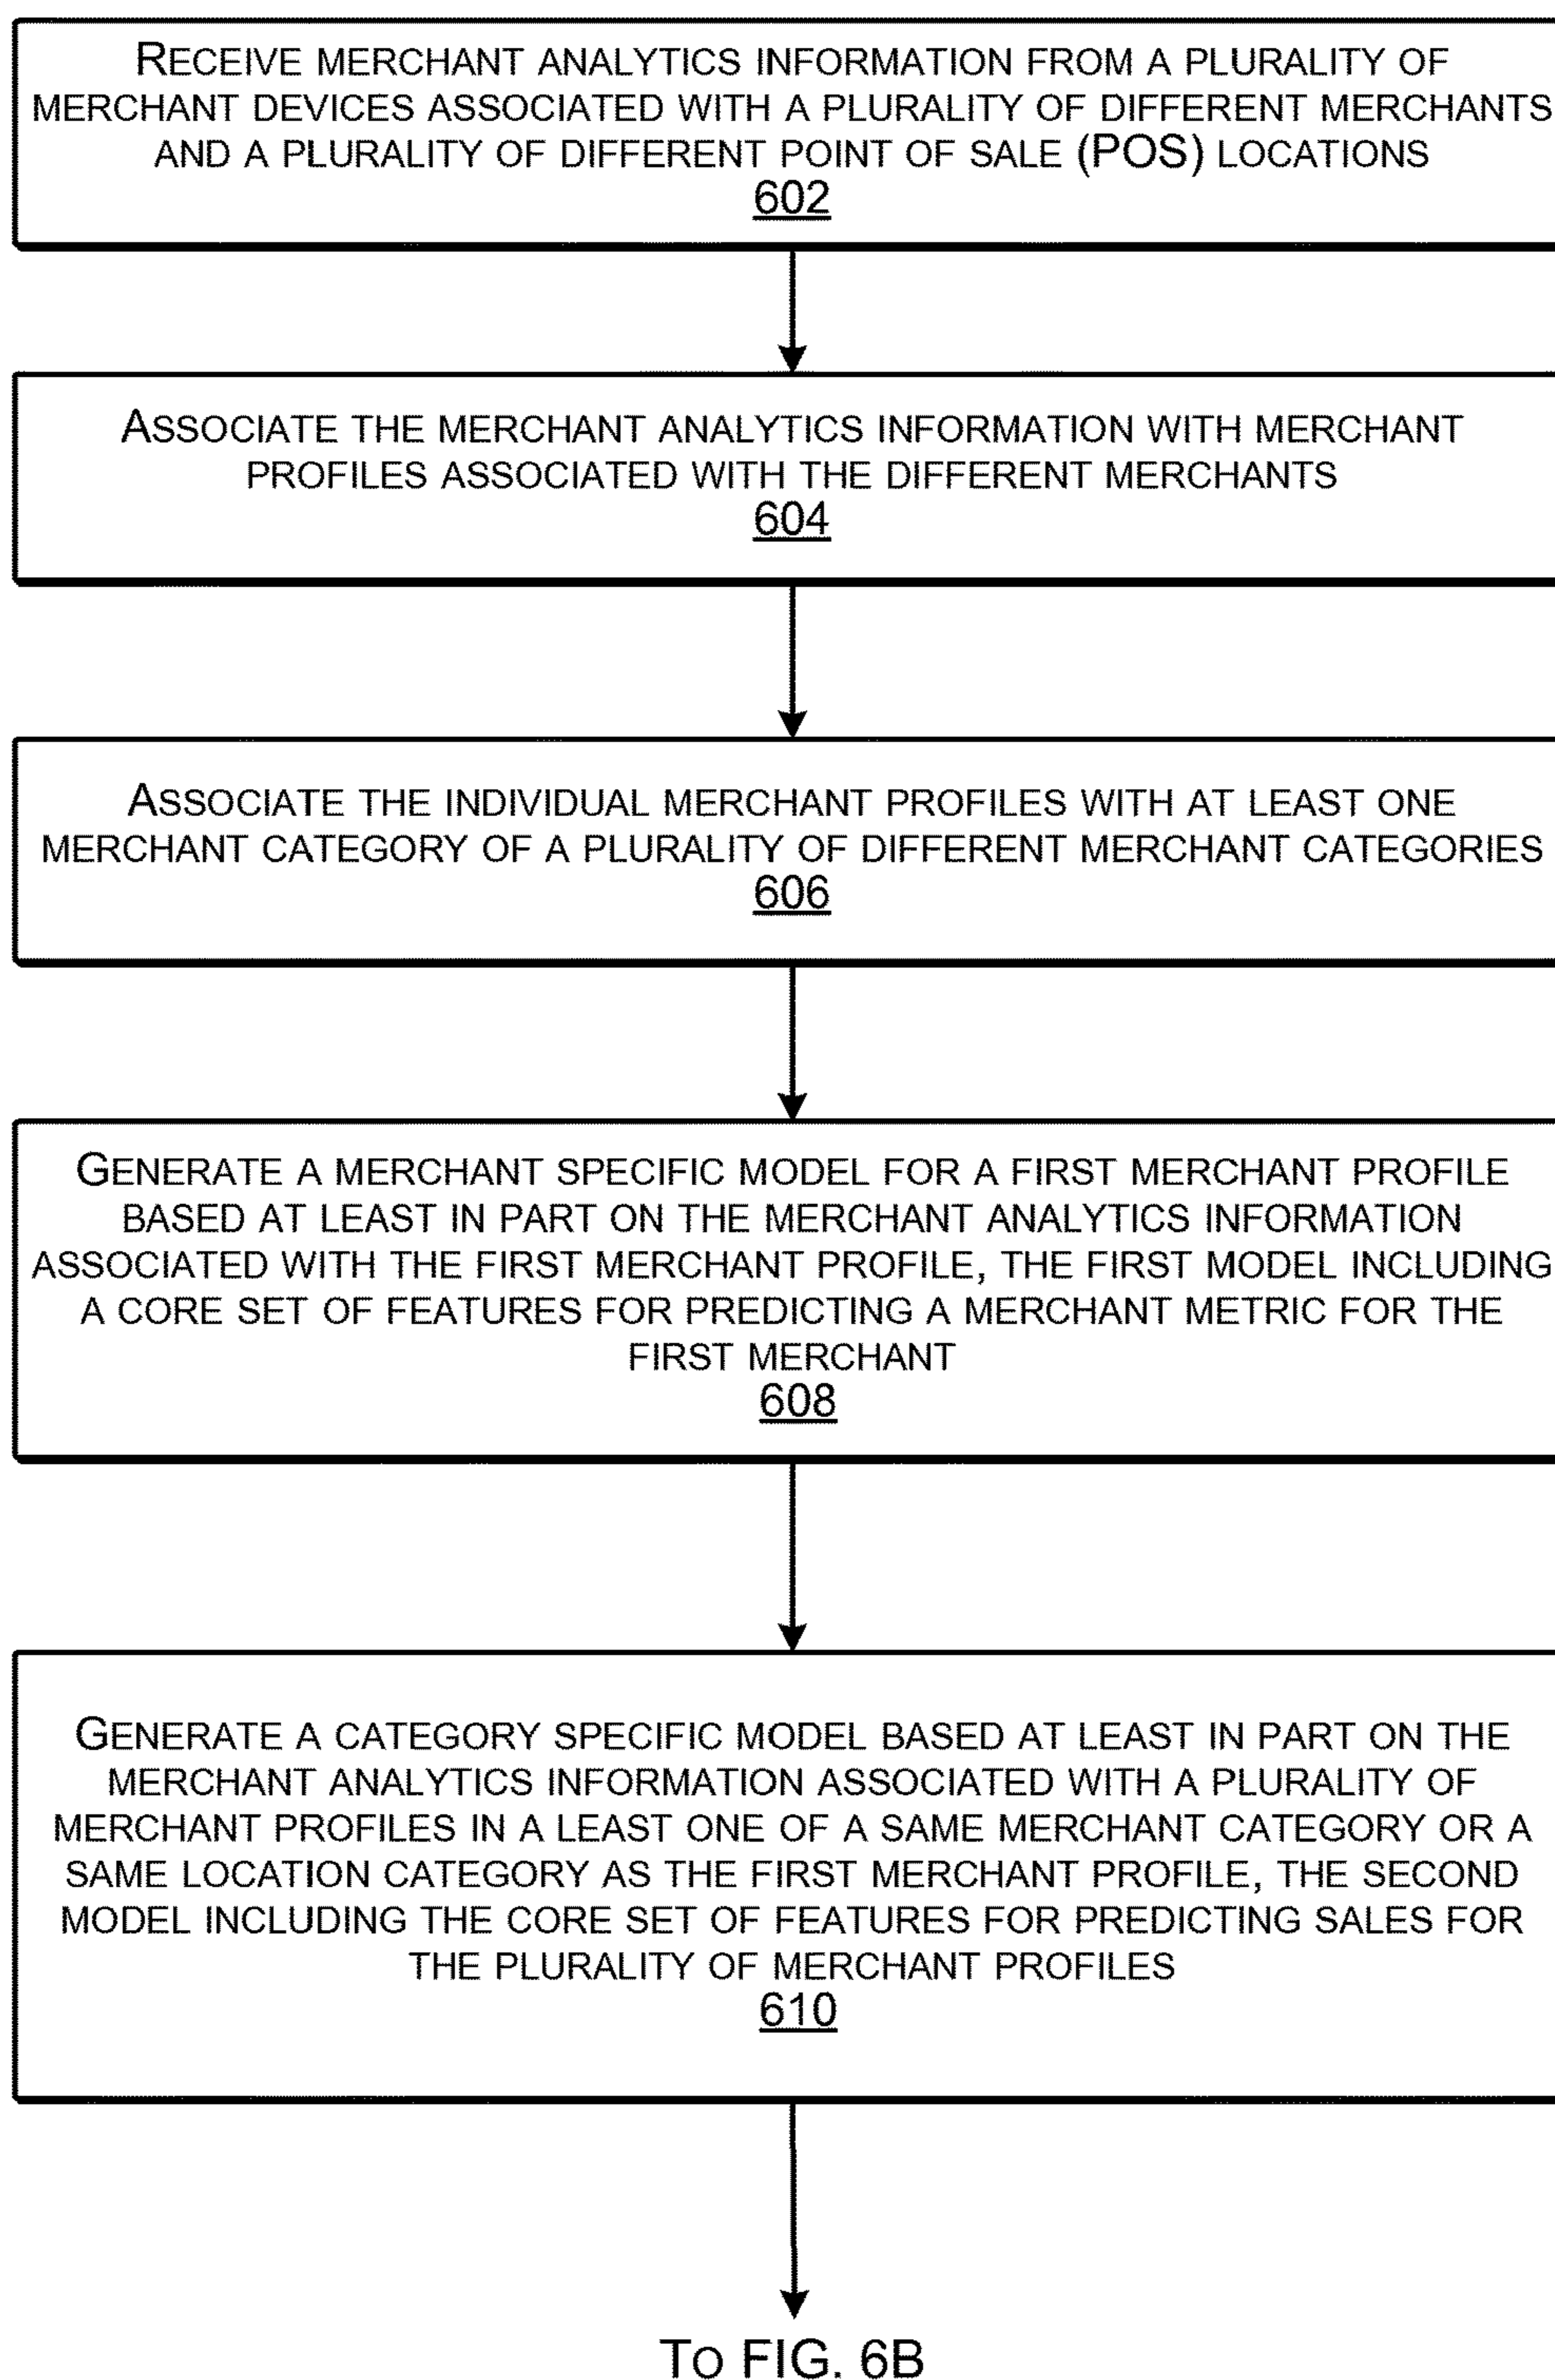 RECEIVE MERCHANT ANALYTICS INFORMATION FROM A PLURALITY OF
MERCHANT DEVICES ASSOCIATED WITH A PLURALITY OF DIFFERENT MERCHANTS
AND A PLURALITY OF DIFFERENT POINT OF SALE (POS) LOCATIONS
602
ASSOCIATE THE MERCHANT ANALYTICS INFORMATION WITH MERCHANT
PROFILES ASSOCIATED WITH THE DIFFERENT MERCHANTS
604
ASSOCIATE THE INDIVIDUAL MERCHANT PROFILES WITH AT LEAST ONE
MERCHANT CATEGORY OF A PLURALITY OF DIFFERENT MERCHANT CATEGORIES
606
GENERATE A MERCHANT SPECIFIC MODEL FOR A FIRST MERCHANT PROFILE
BASED AT LEAST IN PART ON THE MERCHANT ANALYTICS INFORMATION
ASSOCIATED WITH THE FIRST MERCHANT PROFILE, THE FIRST MODEL INCLUDING
A CORE SET OF FEATURES FOR PREDICTING A MERCHANT METRIC FOR THE
FIRST MERCHANT
608
GENERATE A CATEGORY SPECIFIC MODEL BASED AT LEAST IN PART ON THE
MERCHANT ANALYTICS INFORMATION ASSOCIATED WITH A PLURALITY OF
MERCHANT PROFILES IN A LEAST ONE OF A SAME MERCHANT CATEGORY OR A
SAME LOCATION CATEGORY AS THE FIRST MERCHANT PROFILE, THE SECOND
MODEL INCLUDING THE CORE SET OF FEATURES FOR PREDICTING SALES FOR
THE PLURALITY OF MERCHANT PROFILES
610
TO FIG. 6B